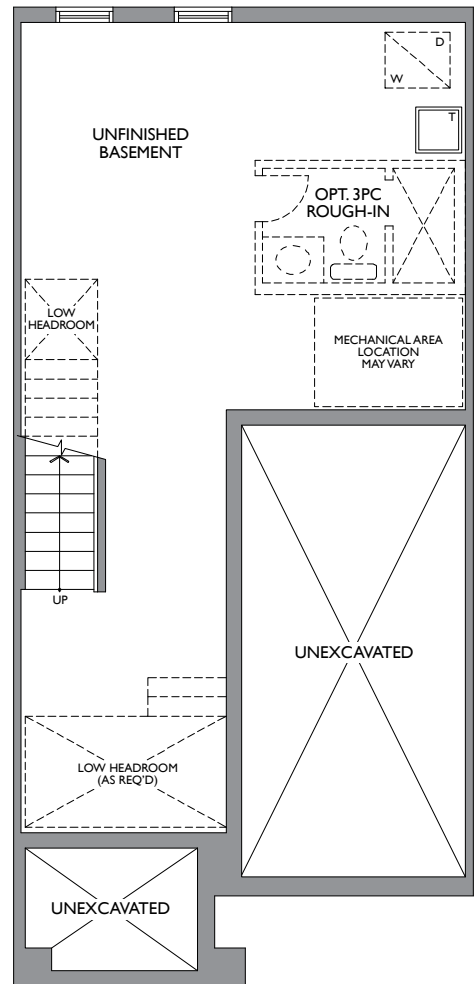 D
W
T
UNFINISHED
BASEMENT
OPT. 3PC
ROUGH-IN
LOW
HEADROOM
MECHANICAL AREA
LOCATION
MAY VARY
UP
UNEXCAVATED
LOW HEADROOM
(AS REQ'D)
UNEXCAVATED